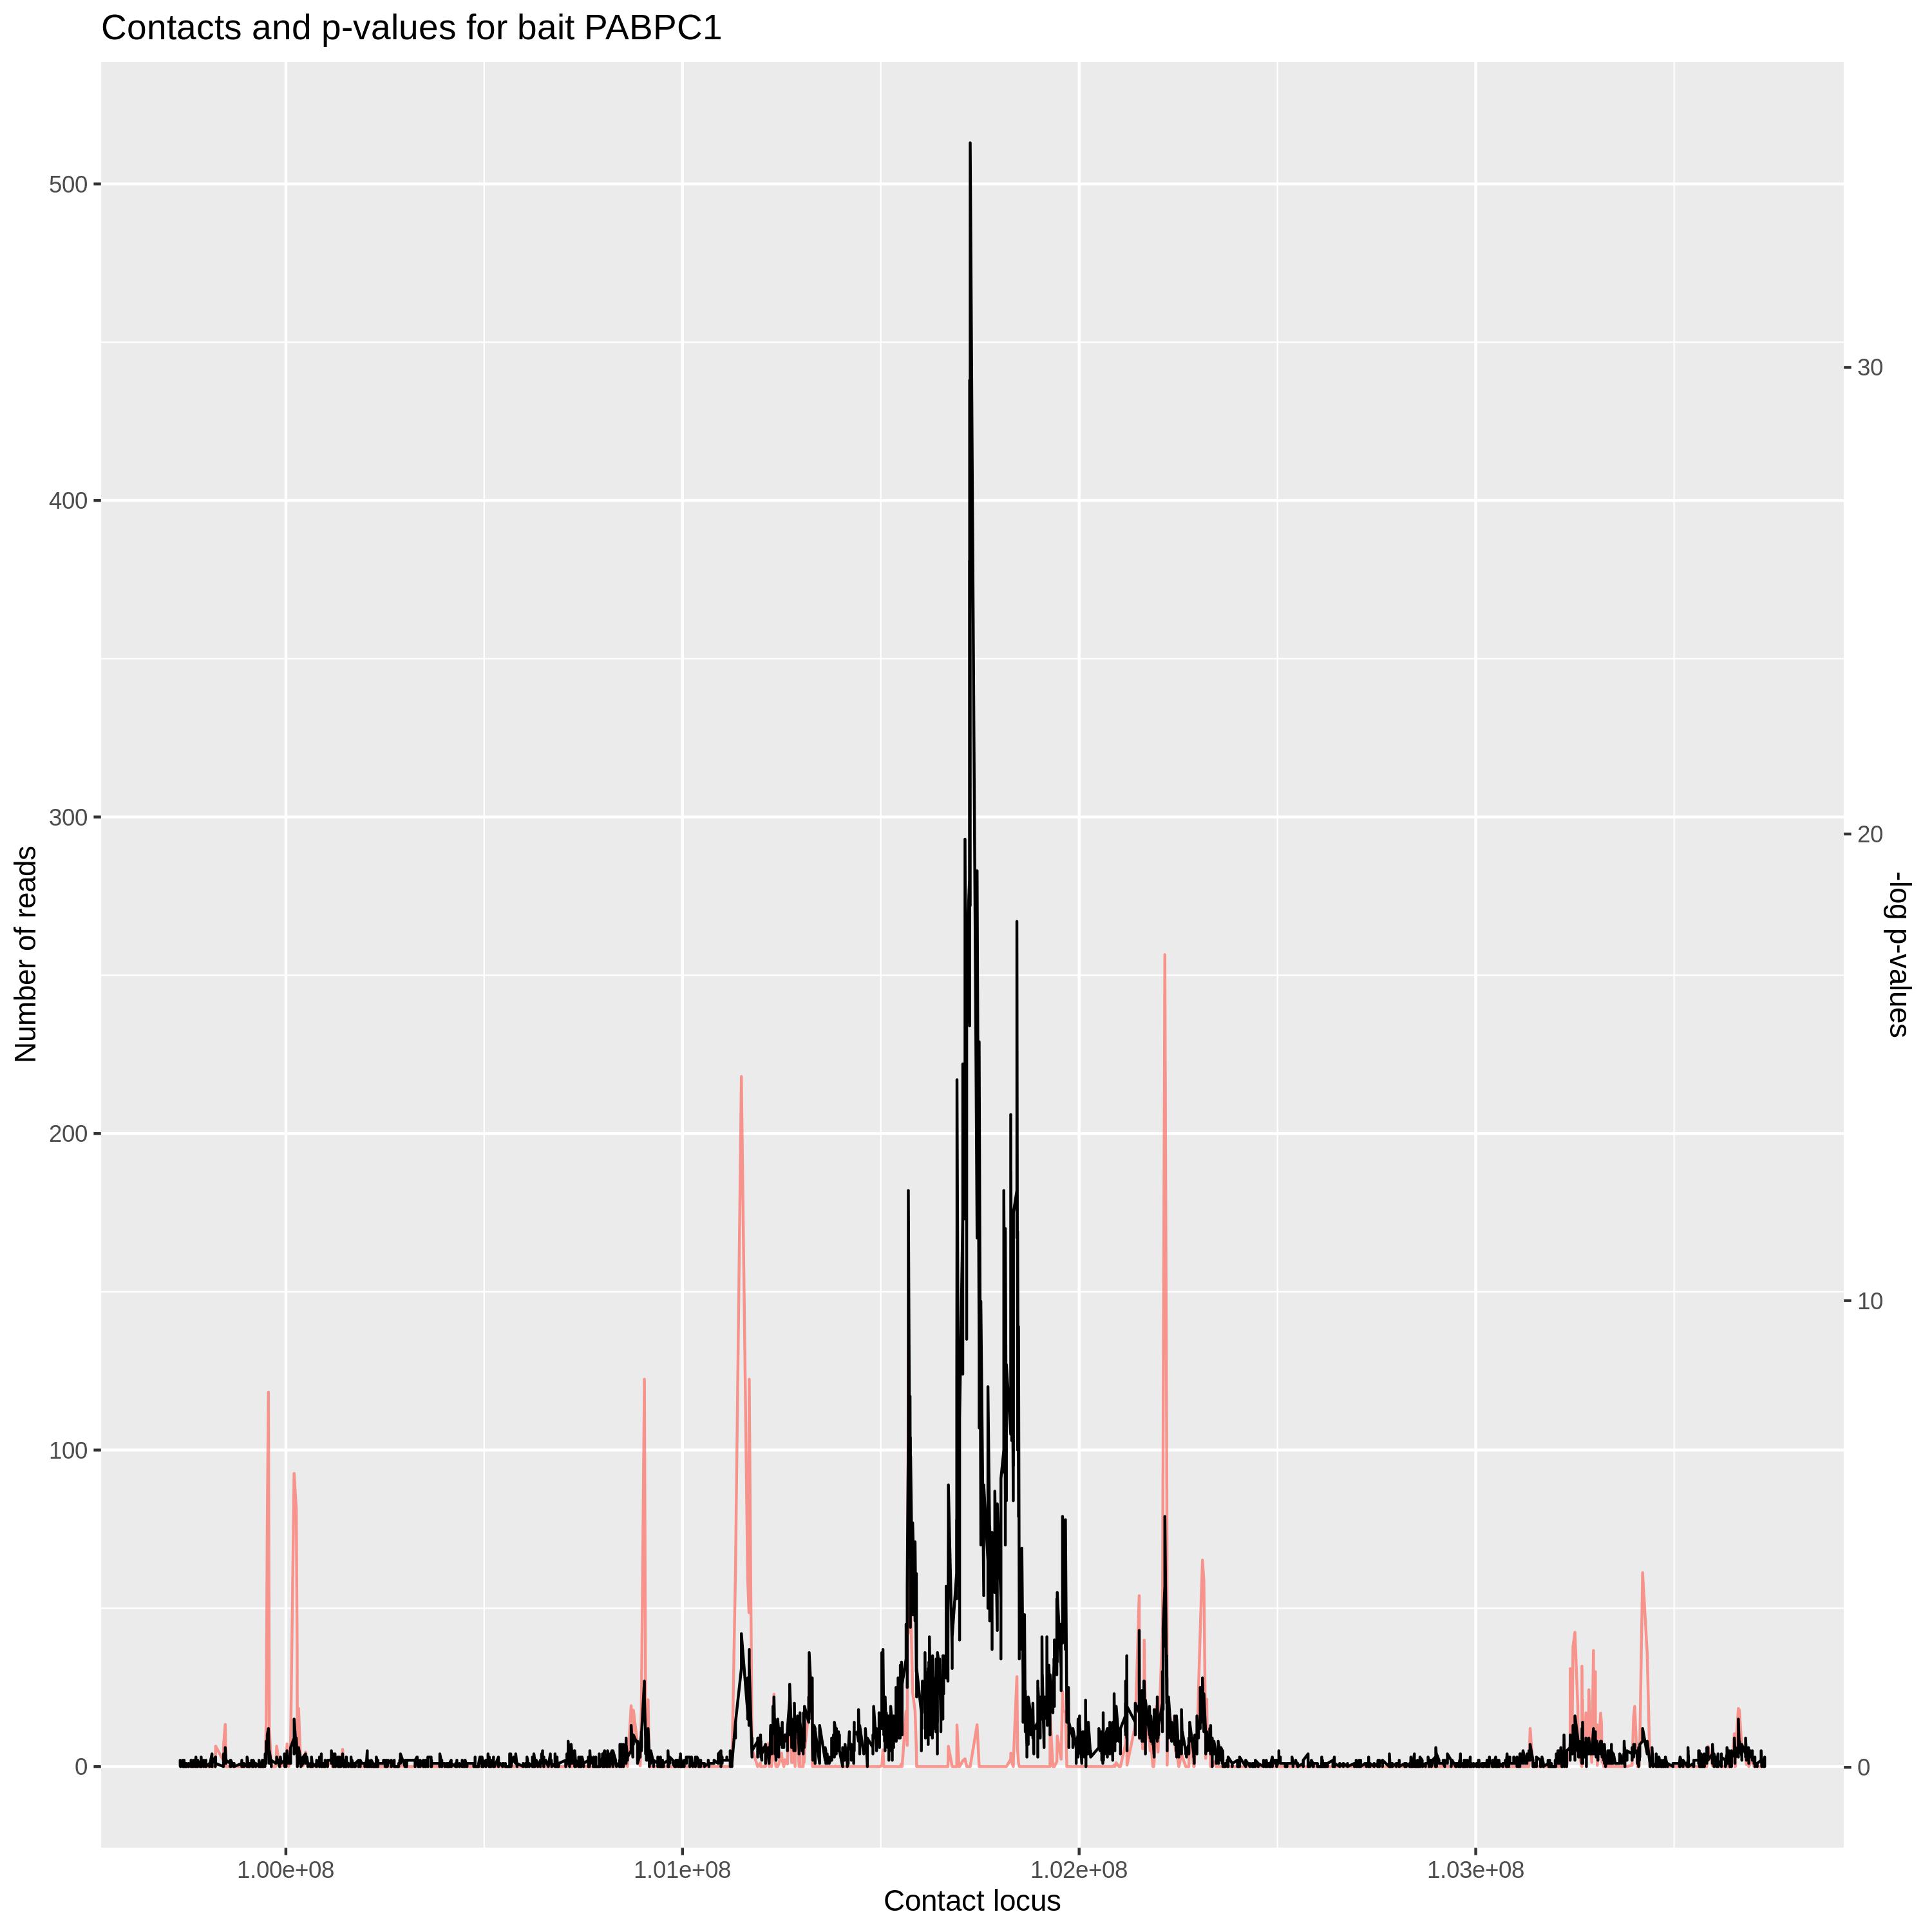 Contacts and p-values for bait PABPC1
500
400
300
200
100
0
Number of reads
30
20
10
0
-log p-values
1.00e+08
1.01e+08
1.02e+08
1.03e+08
Contact locus